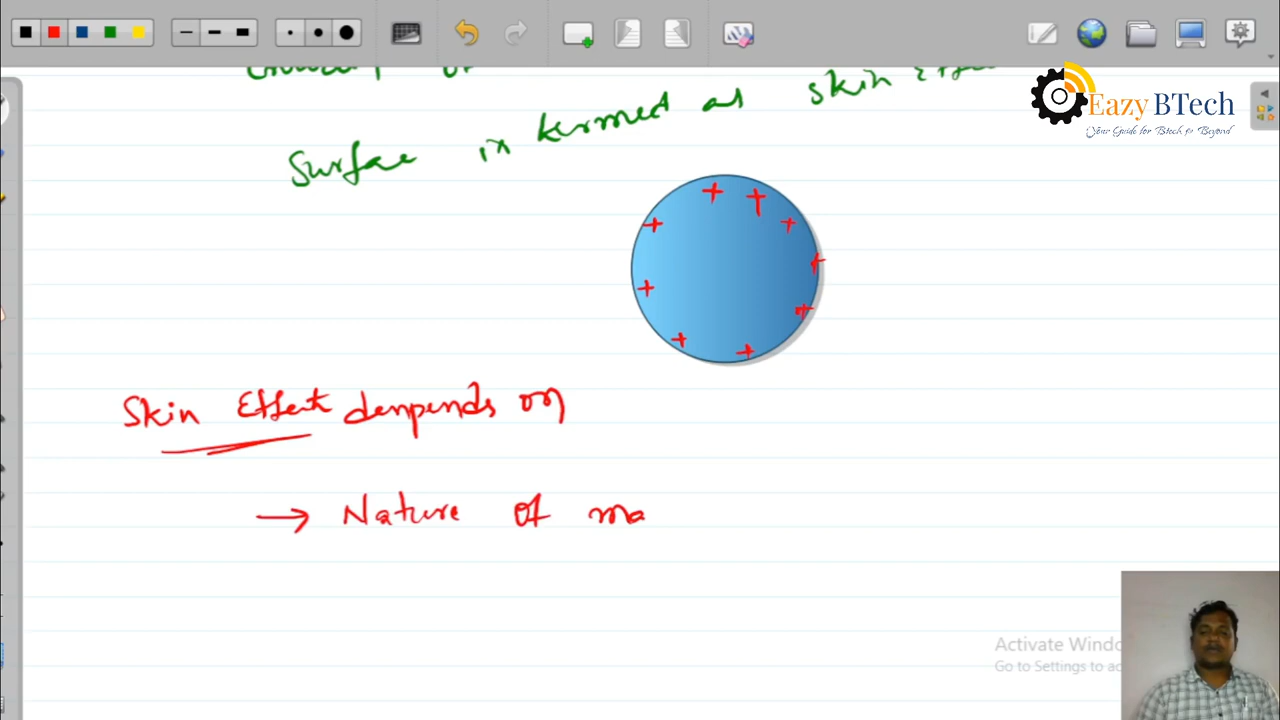 Eazy BTech
Your Guide for Btech & Beyond
termed as skin Effec
Surface is
Skin Effect denpends on
→ Nature of ma
Activate Windo
Go to Settings to ac